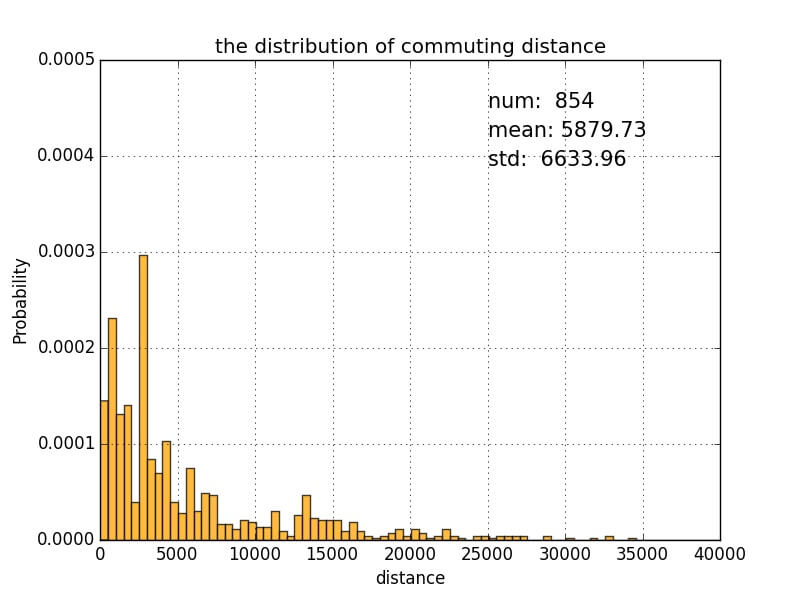 the distribution of commuting distance
num: 854
mean: 5879.73
std: 6633.96
Probability
0.0005
0.0004
0.0003
0.0002
0.0001
0.0000
0 5000 10000 15000 20000 25000 30000 35000 40000
distance